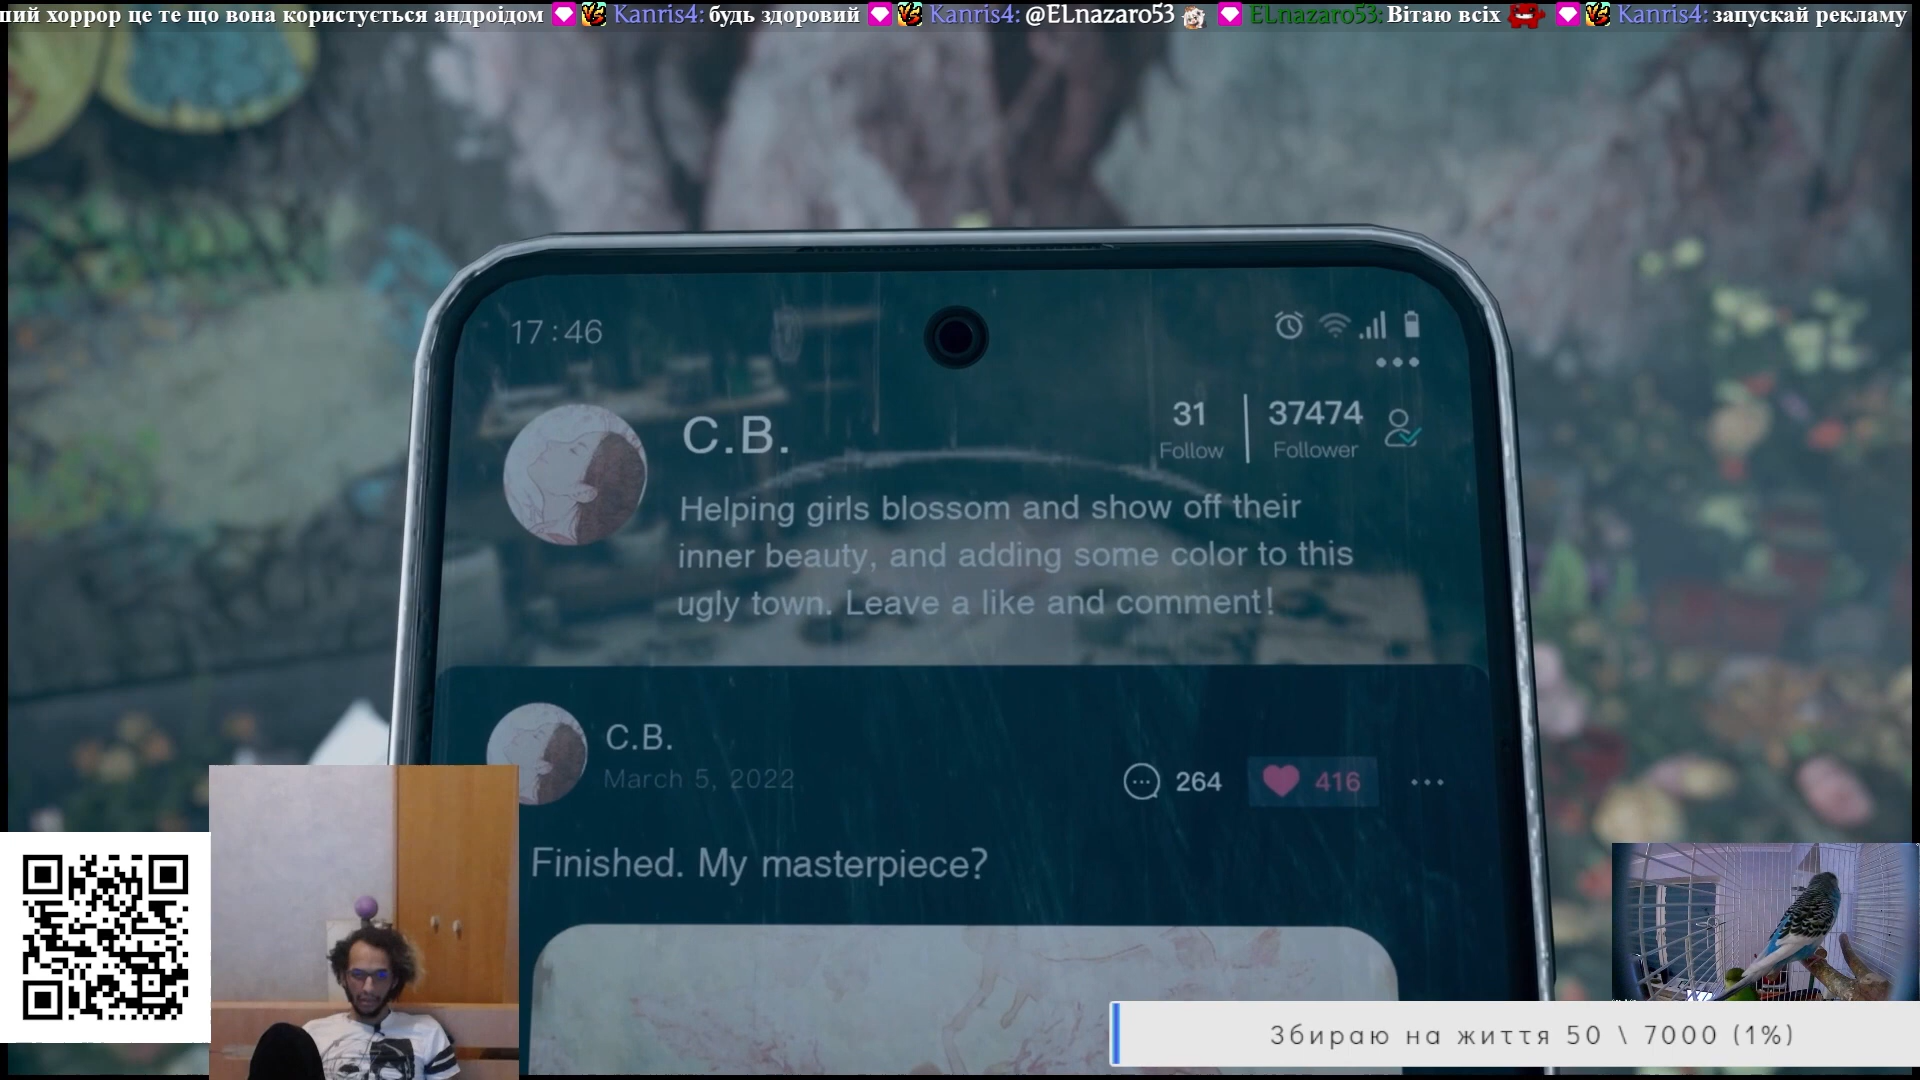 ший хоррор це те що вона користується андроїдом Kanris4: будь здоровий Kanris4: @ELnazaro53 ELnazaro53: Вітаю всіх Kanris4: запускай рекламу
17:46
C.B.
31
Follow
37474
Follower
Helping girls blossom and show off their
inner beauty, and adding some color to this
ugly town. Leave a like and comment!
C.B.
March 5, 2022
264
416
Finished. My masterpiece?
Збираю на життя 50 \ 7000 (1%)